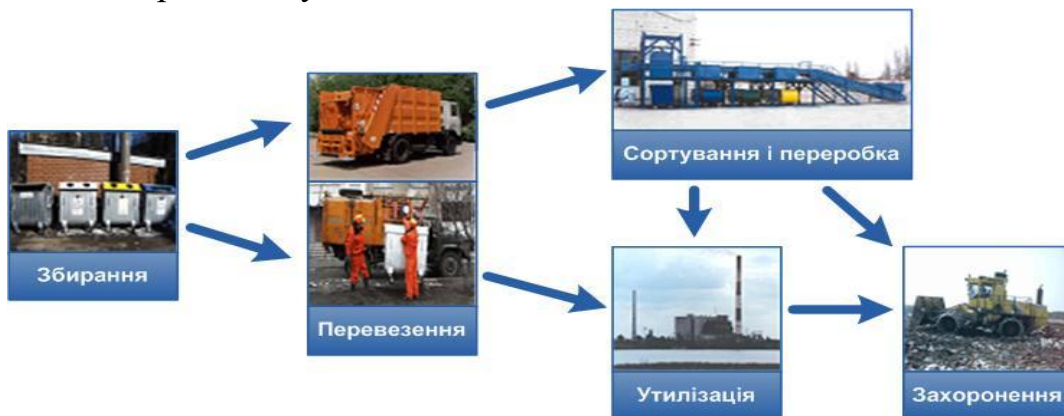 Збирання
Перевезення
Сортування і переробка
Утилізація
Захоронення